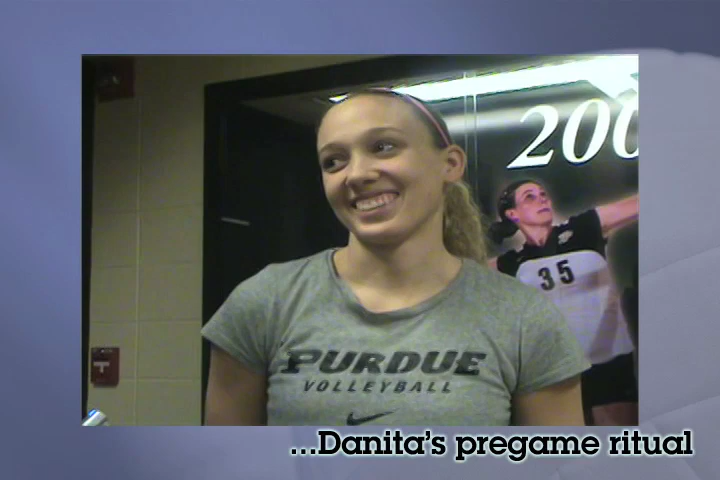 200
35
PURDUE
VOLLEYBALL
...Danita's pregame ritual